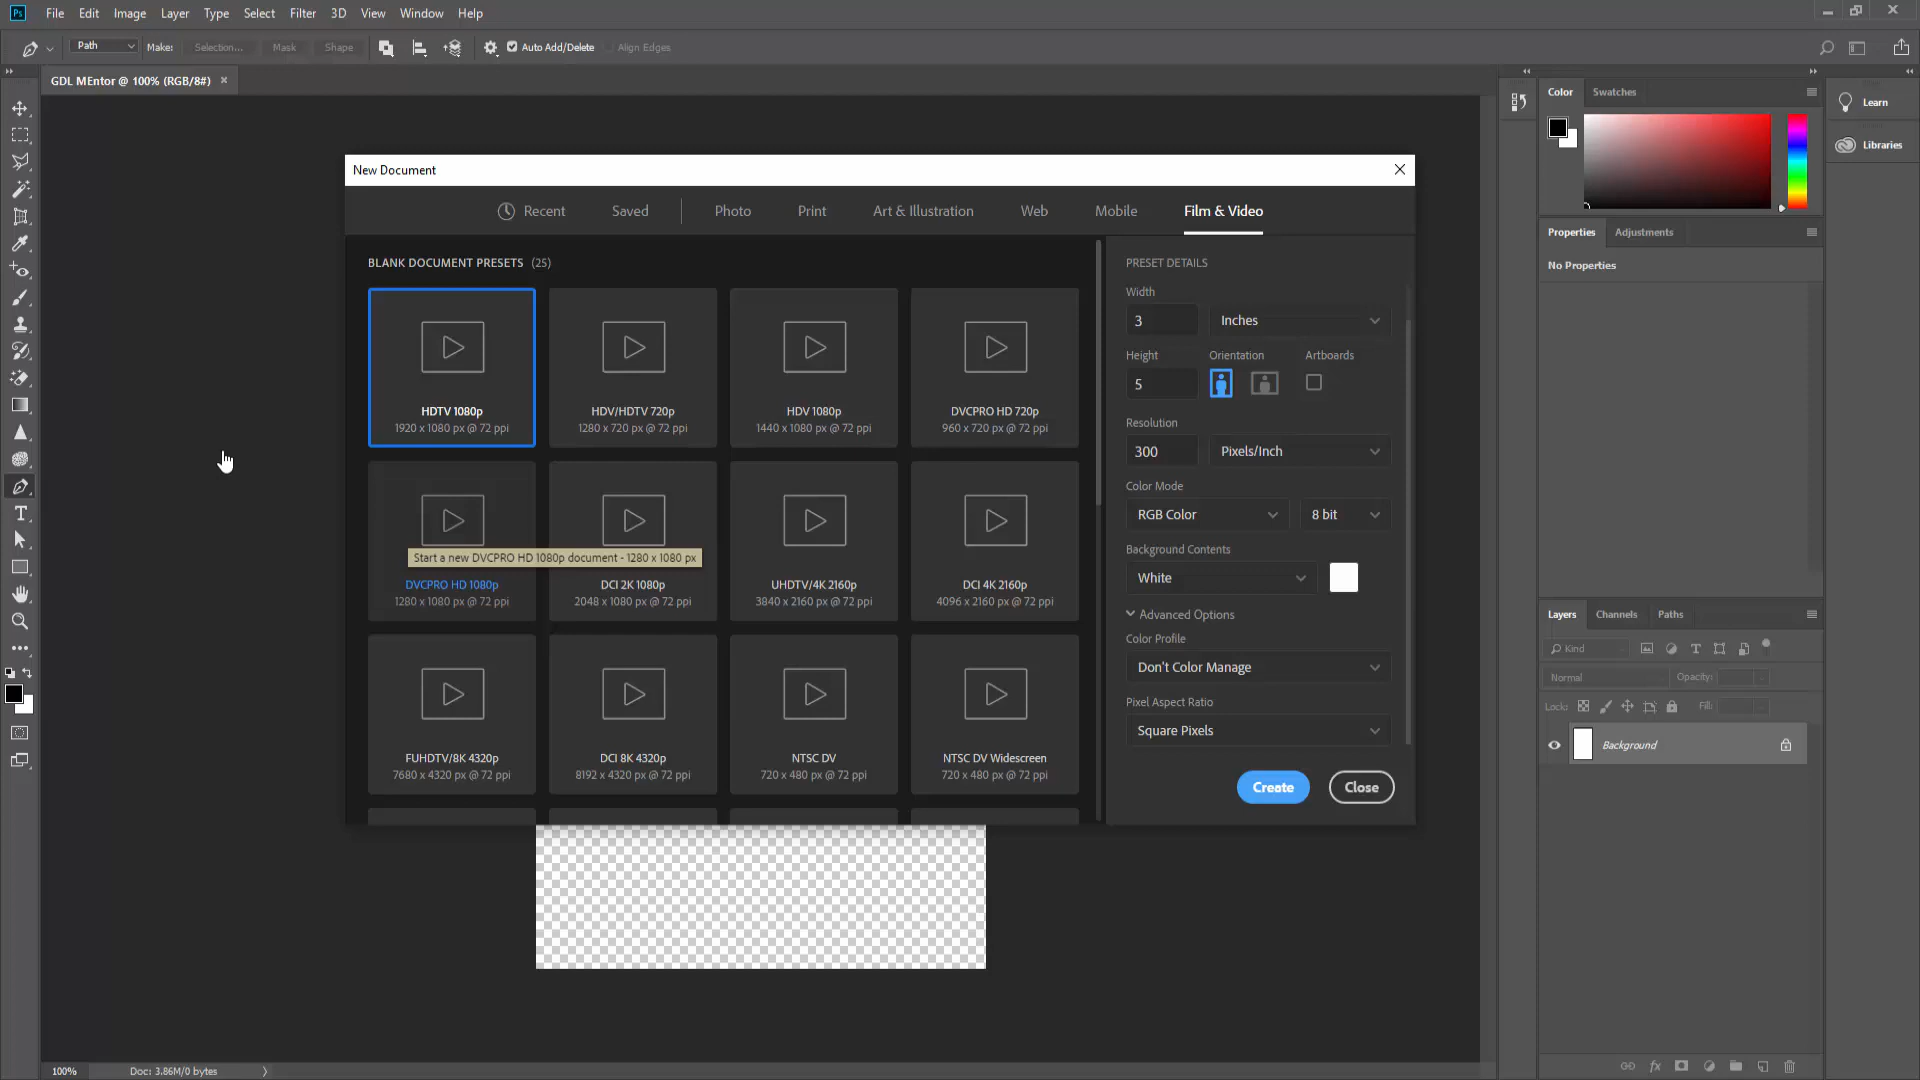 Ps File Edit Image Layer Type Select Filter 3D View Window Help
Path Make: Selection... Mask Shape Auto Add/Delete Align Edges
GDL MEntor @ 100% (RGB/8#) ×
New Document
Recent Saved Photo Print Art & Illustration Web Mobile Film & Video
BLANK DOCUMENT PRESETS (25)
HDTV 1080p
1920 x 1080 px @ 72 ppi
HDV/HDTV 720p
1280 x 720 px @ 72 ppi
HDV 1080p
1440 x 1080 px @ 72 ppi
DVCPRO HD 720p
960 x 720 px @ 72 ppi
Start a new DVCPRO HD 1080p document - 1280 x 1080 px
DVCPRO HD 1080p
1280 x 1080 px @ 72 ppi
DCI 2K 1080p
2048 x 1080 px @ 72 ppi
UHDTV/4K 2160p
3840 x 2160 px @ 72 ppi
DCI 4K 2160p
4096 x 2160 px @ 72 ppi
FUHDTV/8K 4320p
7680 x 4320 px @ 72 ppi
DCI 8K 4320p
8192 x 4320 px @ 72 ppi
NTSC DV
720 x 480 px @ 72 ppi
NTSC DV Widescreen
720 x 480 px @ 72 ppi
PRESET DETAILS
Width
3 Inches
Height Orientation Artboards
5
Resolution
300 Pixels/Inch
Color Mode
RGB Color 8 bit
Background Contents
White
Advanced Options
Color Profile
Don't Color Manage
Pixel Aspect Ratio
Square Pixels
Create Close
Color Swatches
Learn
Libraries
Properties Adjustments
No Properties
Layers Channels Paths
Kind
Normal Opacity:
Lock: Fill:
Background
100% Doc: 3.86M/0 bytes